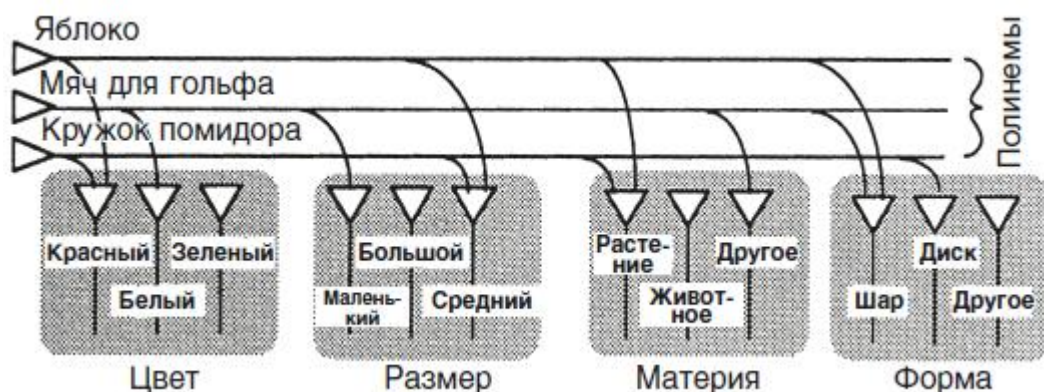 Яблоко
Мяч для гольфа
Кружок помидора
Полинемы
Красный
Зеленый
Белый
Цвет
Большой
Малень-
кий
Средний
Размер
Расте-
ние
Другое
Живот-
ное
Материя
Диск
Шар
Другое
Форма